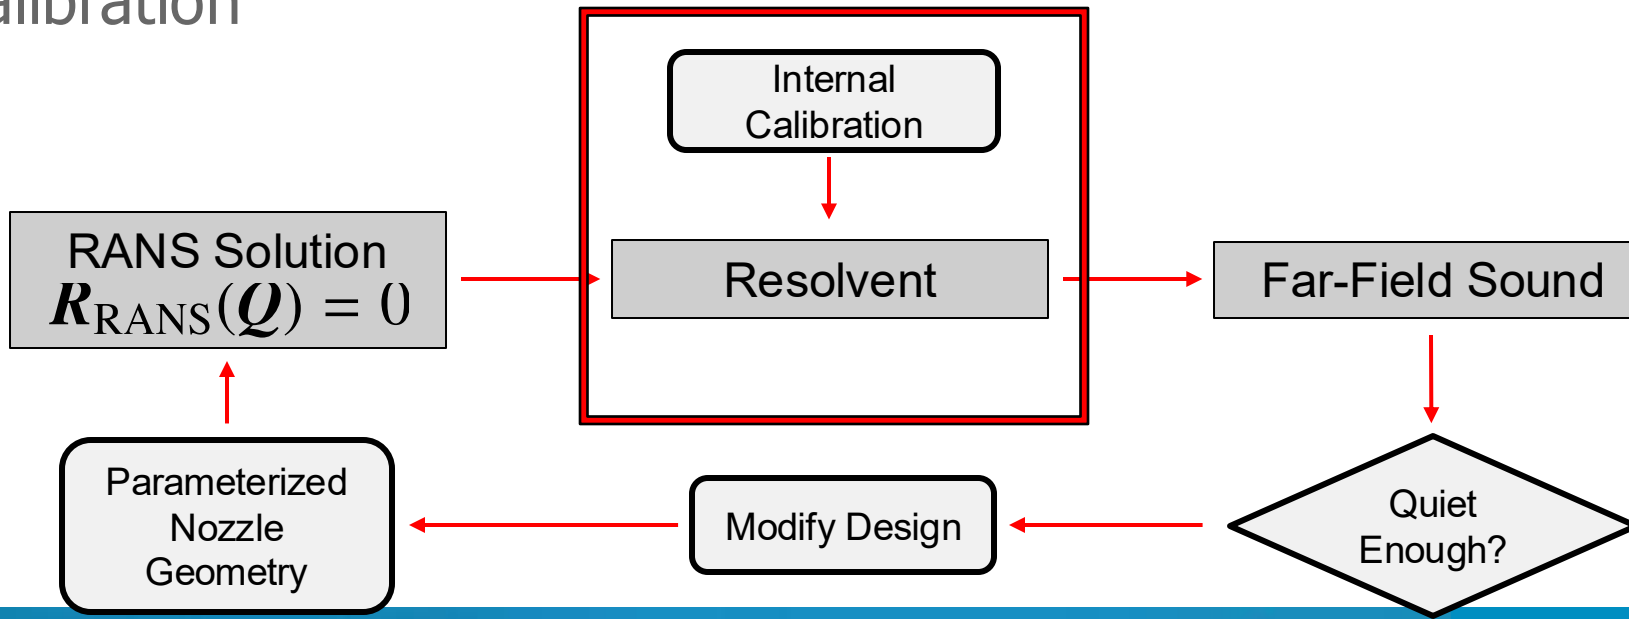 Internal
Calibration
RANS Solution
R_RANS(Q) = 0
Resolvent
Far-Field Sound
Parameterized
Nozzle
Geometry
Modify Design
Quiet
Enough?